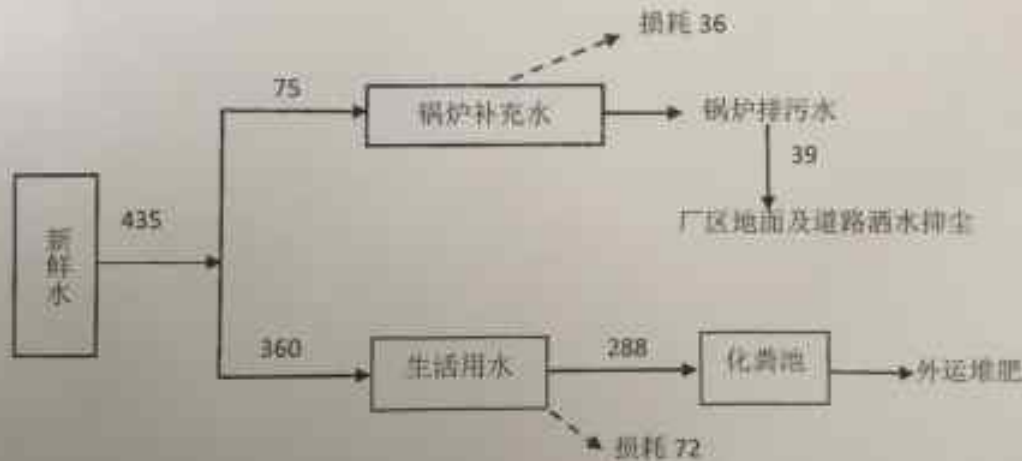 损耗 36
75
锅炉补充水
锅炉排污水
39
435
新鲜水
厂区地面及道路洒水抑尘
360
生活用水
288
化粪池
外运堆肥
损耗 72